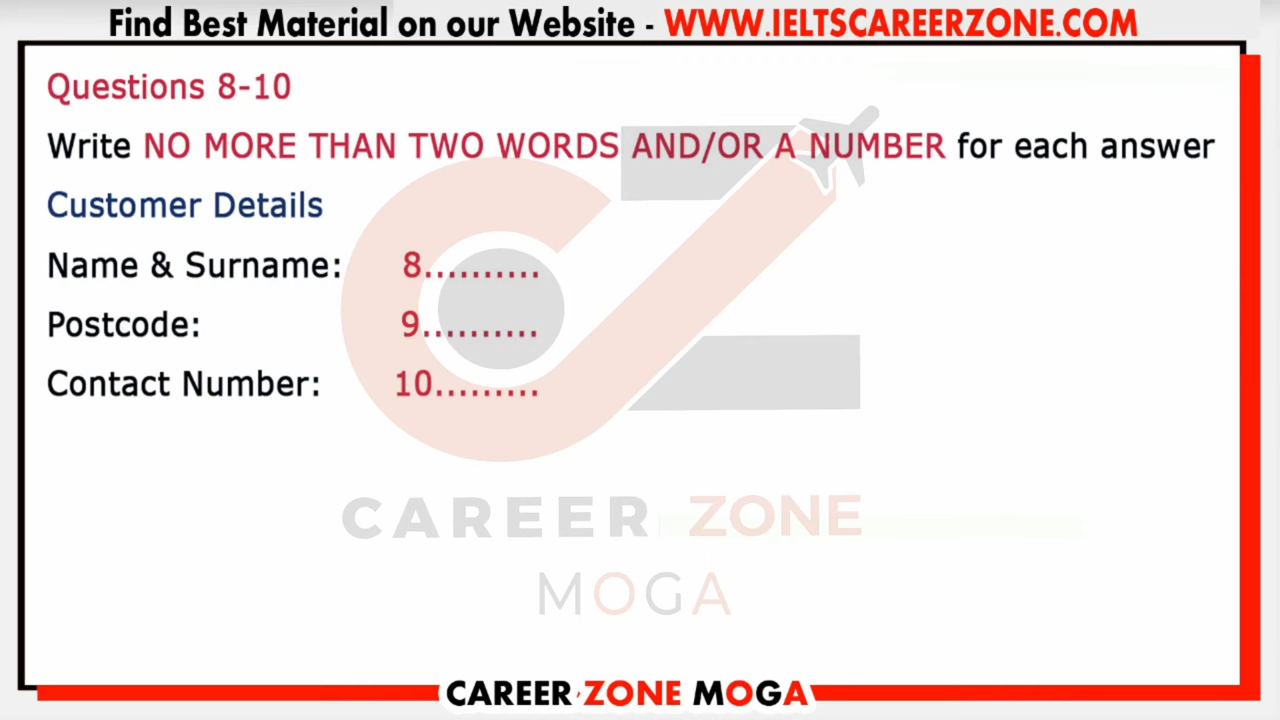 Find Best Material on our Website - WWW.IELTSCAREERZONE.COM
Questions 8-10
Write NO MORE THAN TWO WORDS AND/OR A NUMBER for each answer
Customer Details
Name & Surname: 8..........
Postcode: 9..........
Contact Number: 10.........
CAREER ZONE
MOGA
CAREER ZONE MOGA